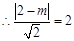 ∴ |2−m|/√2 = 2